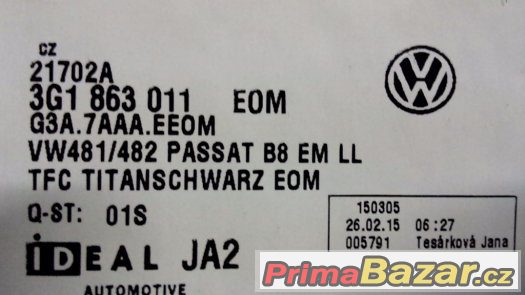 CZ
21702A
3G1 863 011 EOM
G3A.7AAA.EEOM
VW481/482 PASSAT B8 EM LL
TFC TITANSCHWARZ EOM
Q-ST: 01S
150305
26.02.15 06:27
005791 Tesárková Jana
iDEAL JA2
AUTOMOTIVE
PrimaBazar.cz